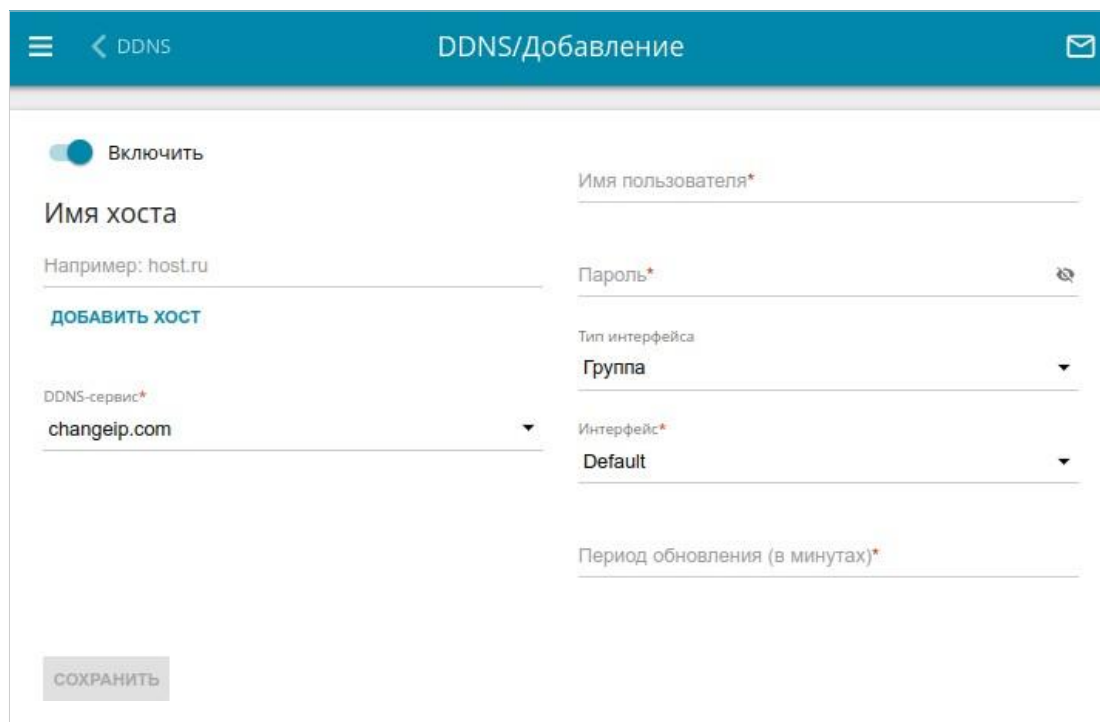 DDNS
DDNS/Добавление
Включить
Имя хоста
Например: host.ru
ДОБАВИТЬ ХОСТ
DDNS-сервис*
changeip.com
Имя пользователя*
Пароль*
Тип интерфейса
Группа
Интерфейс*
Default
Период обновления (в минутах)*
СОХРАНИТЬ